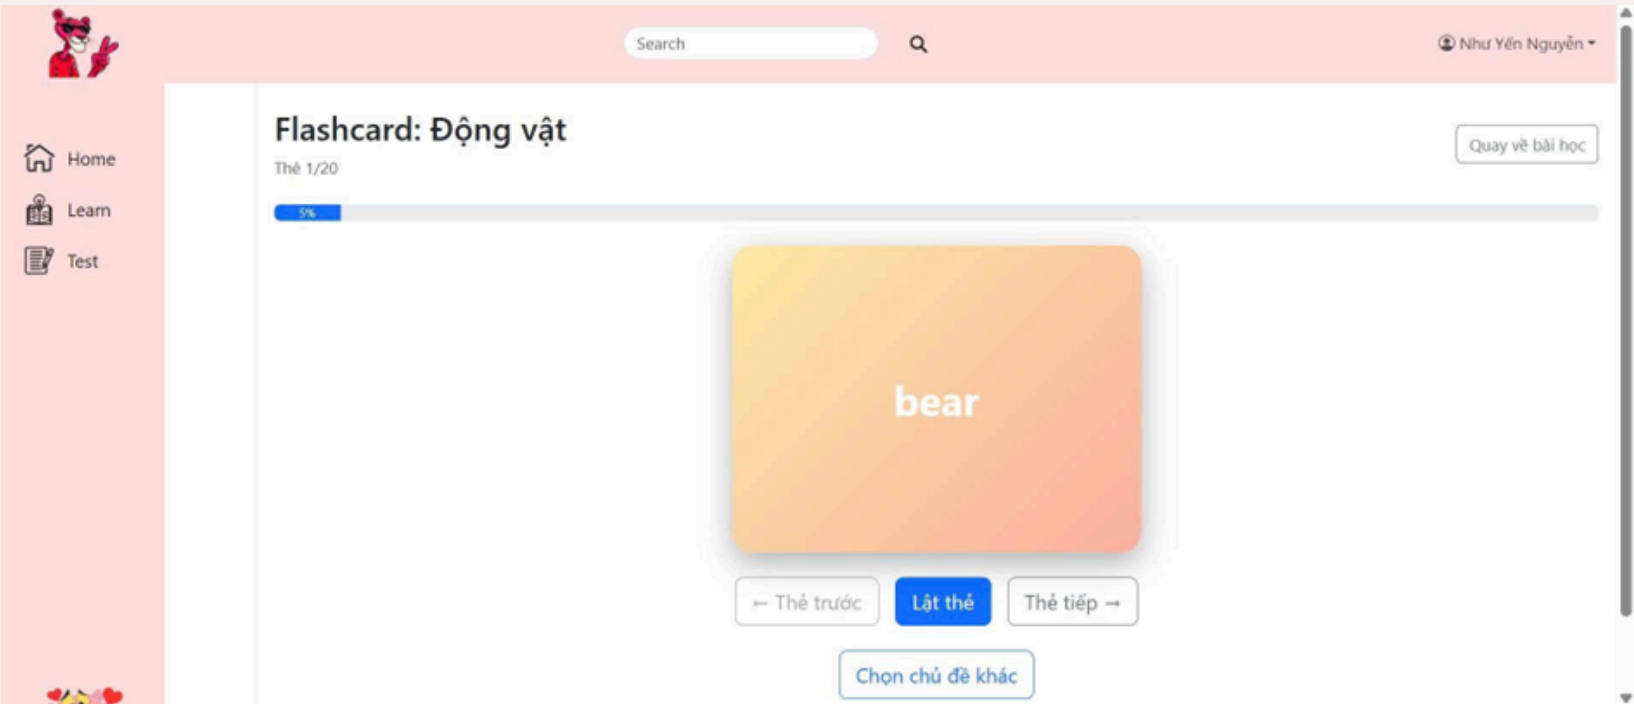 Search
Như Yến Nguyễn
Home
Learn
Test
Flashcard: Động vật
Thẻ 1/20
Quay về bài học
5%
bear
← Thẻ trước
Lật thẻ
Thẻ tiếp →
Chọn chủ đề khác